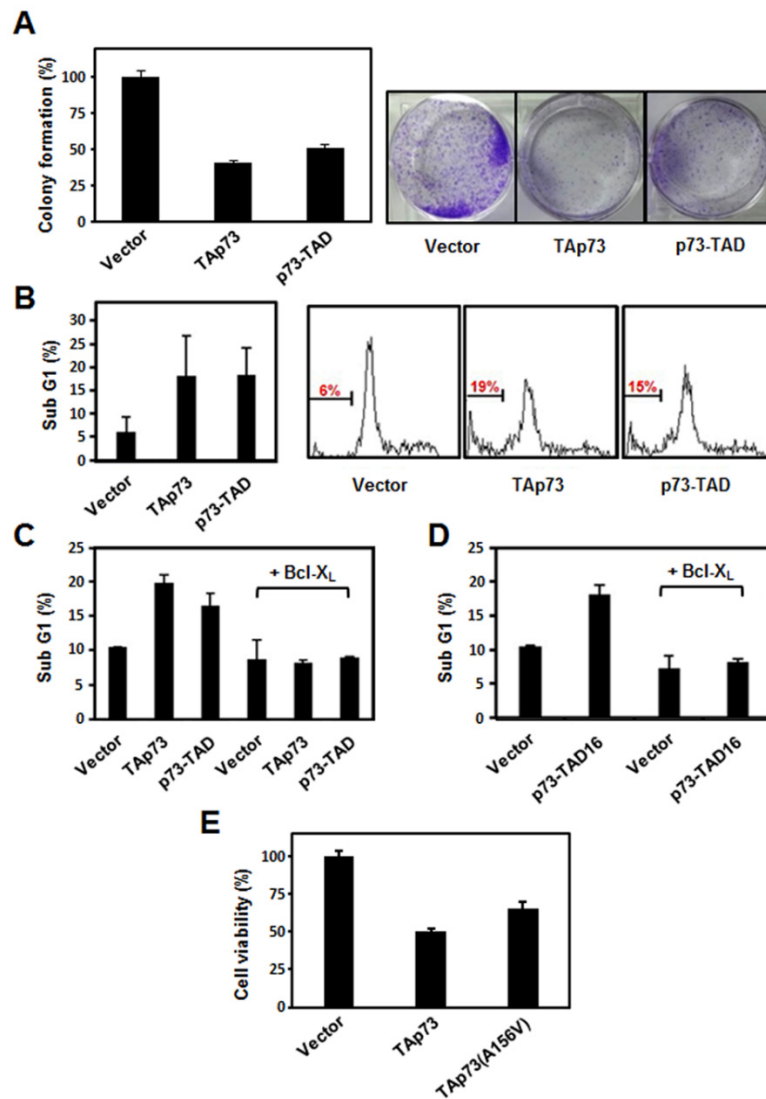 A
Colony formation (%)
100
75
50
25
0
Vector
TAp73
p73-TAD
Vector
TAp73
p73-TAD
B
Sub G1 (%)
30
25
20
15
10
5
0
Vector
TAp73
p73-TAD
6%
19%
15%
Vector
TAp73
p73-TAD
C
Sub G1 (%)
25
20
15
10
5
0
+ Bcl-XL
Vector
TAp73
p73-TAD
Vector
TAp73
p73-TAD
D
Sub G1 (%)
25
20
15
10
5
0
+ Bcl-XL
Vector
p73-TAD16
Vector
p73-TAD16
E
Cell viability (%)
100
75
50
25
0
Vector
TAp73
TAp73(A156V)